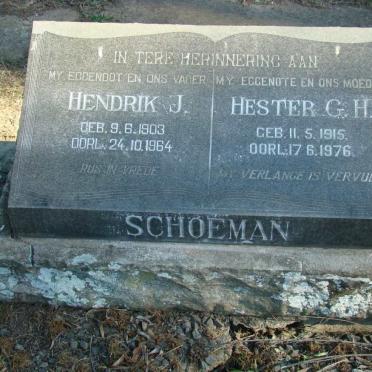 IN TERE HERINNERING AAN
MY EGGENOOT EN ONS VADER
HENDRIK J.
GEB. 9.6.1903
OORL. 24.10.1964
RUS IN VREDE
MY EGGENOTE EN ONS MOED
HESTER C. H.
GEB. 11.5.1915.
OORL. 17.6.1976.
MY VERLANGE IS VERVUL
SCHOEMAN